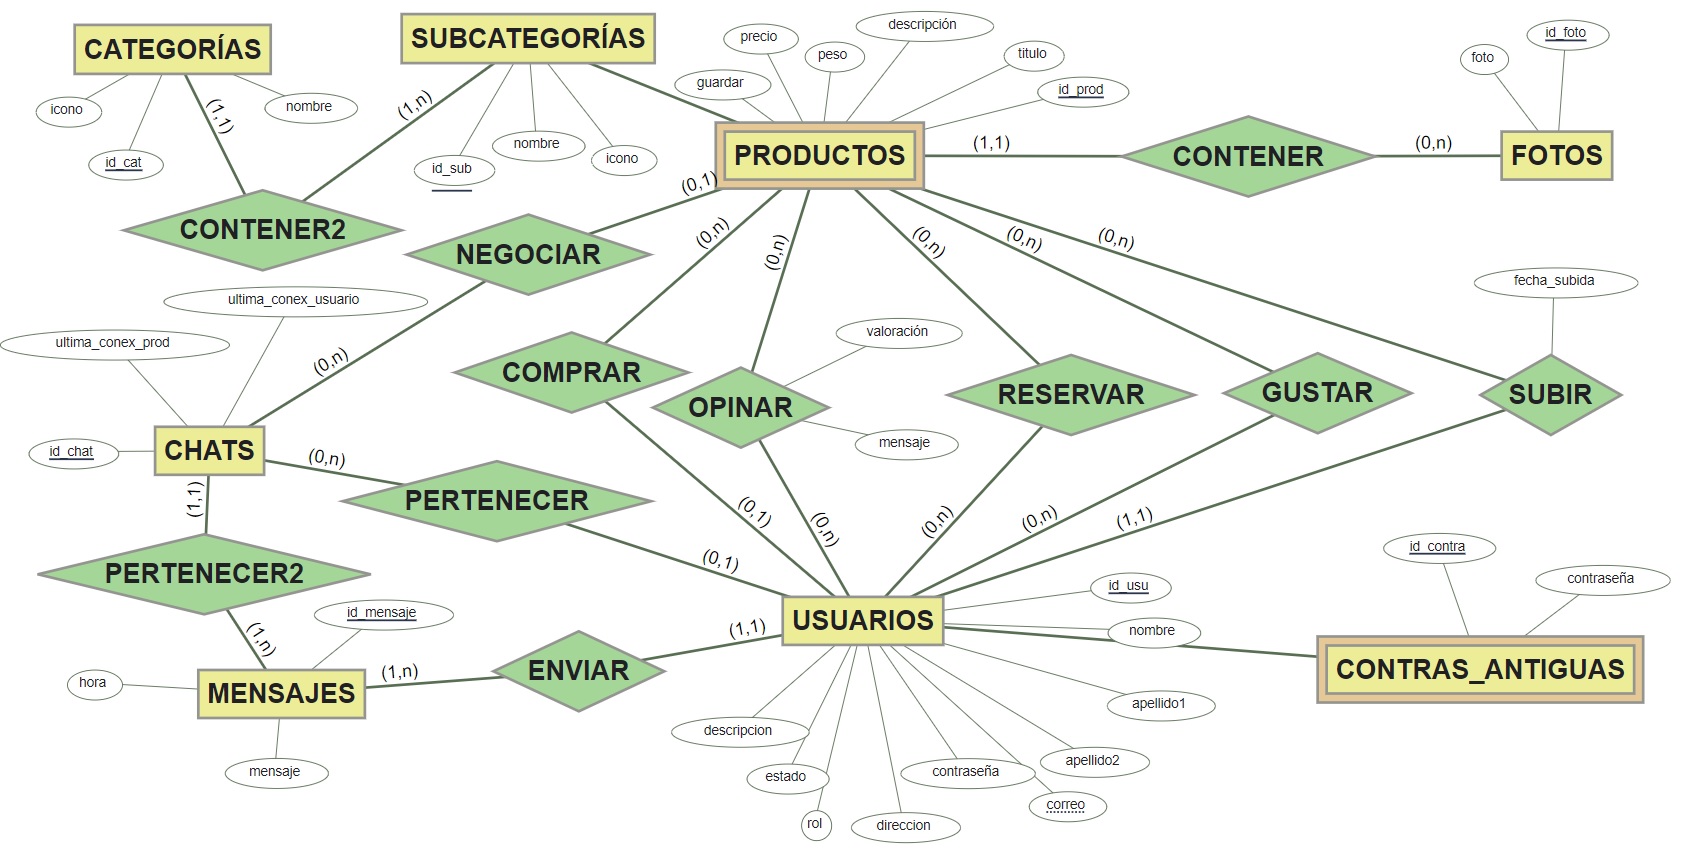 CATEGORÍAS
SUBCATEGORÍAS
precio
descripción
id_foto
peso
titulo
foto
guardar
id_prod
icono
nombre
(1,1)
(1,n)
id_cat
nombre
id_sub
icono
PRODUCTOS
(1,1)
CONTENER
(0,n)
FOTOS
(0,1)
CONTENER2
NEGOCIAR
(0,n)
(0,n)
(0,n)
(0,n)
(0,n)
ultima_conex_usuario
fecha_subida
ultima_conex_prod
valoración
(0,n)
COMPRAR
OPINAR
RESERVAR
GUSTAR
SUBIR
mensaje
id_chat
CHATS
(0,n)
(1,1)
PERTENECER
(0,1)
(0,n)
(0,n)
(0,n)
(1,1)
(0,1)
PERTENECER2
id_contra
contraseña
id_usu
id_mensaje
(1,n)
(1,1)
USUARIOS
nombre
hora
MENSAJES
(1,n)
ENVIAR
CONTRAS_ANTIGUAS
apellido1
descripcion
apellido2
mensaje
estado
contraseña
correo
rol
direccion